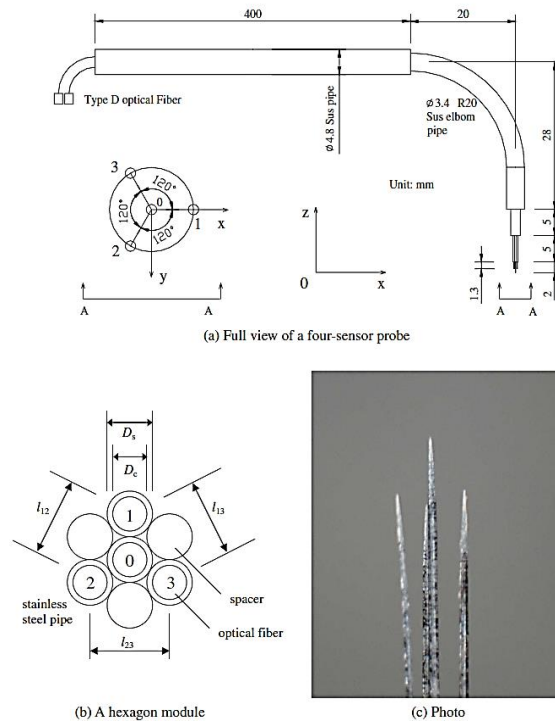 400
20
Type D optical Fiber
ø4.8 Sus pipe
ø3.4 R20
Sus elbom
pipe
28
Unit: mm
3
120°
120°
120°
0
x
1
2
y
z
0
x
5
5
1.3
2
A
A
A
A
(a) Full view of a four-sensor probe
Ds
Dc
l12
l13
1
0
2
3
stainless
steel pipe
spacer
optical fiber
l23
(b) A hexagon module
(c) Photo